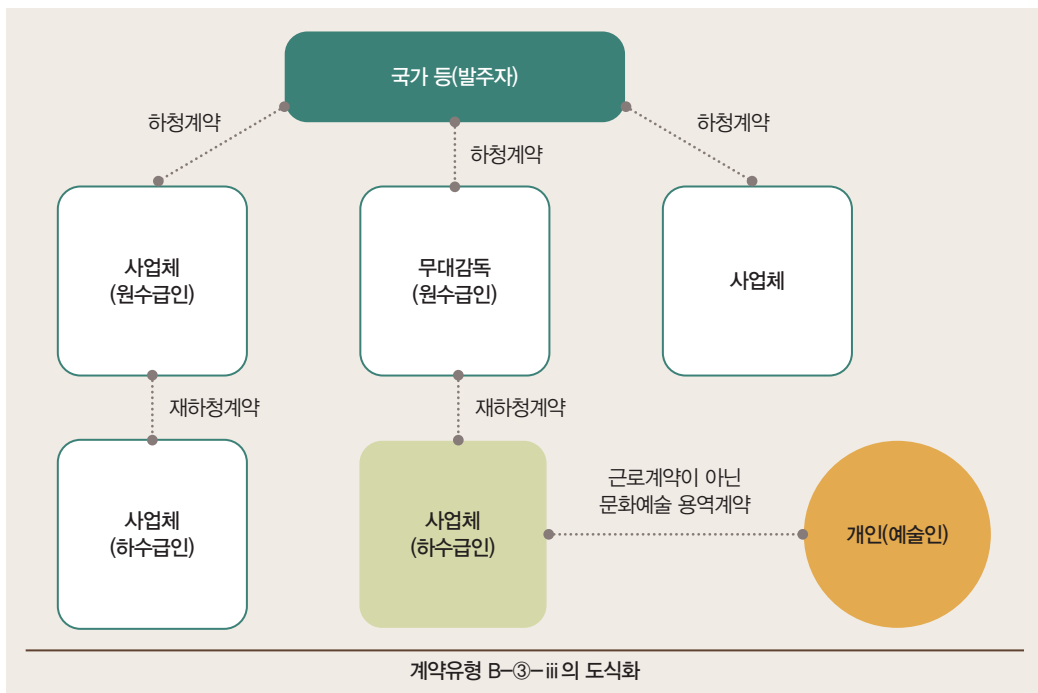 국가 등(발주자)
하청계약
하청계약
하청계약
사업체
(원수급인)
무대감독
(원수급인)
사업체
재하청계약
재하청계약
사업체
(하수급인)
사업체
(하수급인)
근로계약이 아닌
문화예술 용역계약
개인(예술인)
계약유형 B-③-ⅲ의 도식화